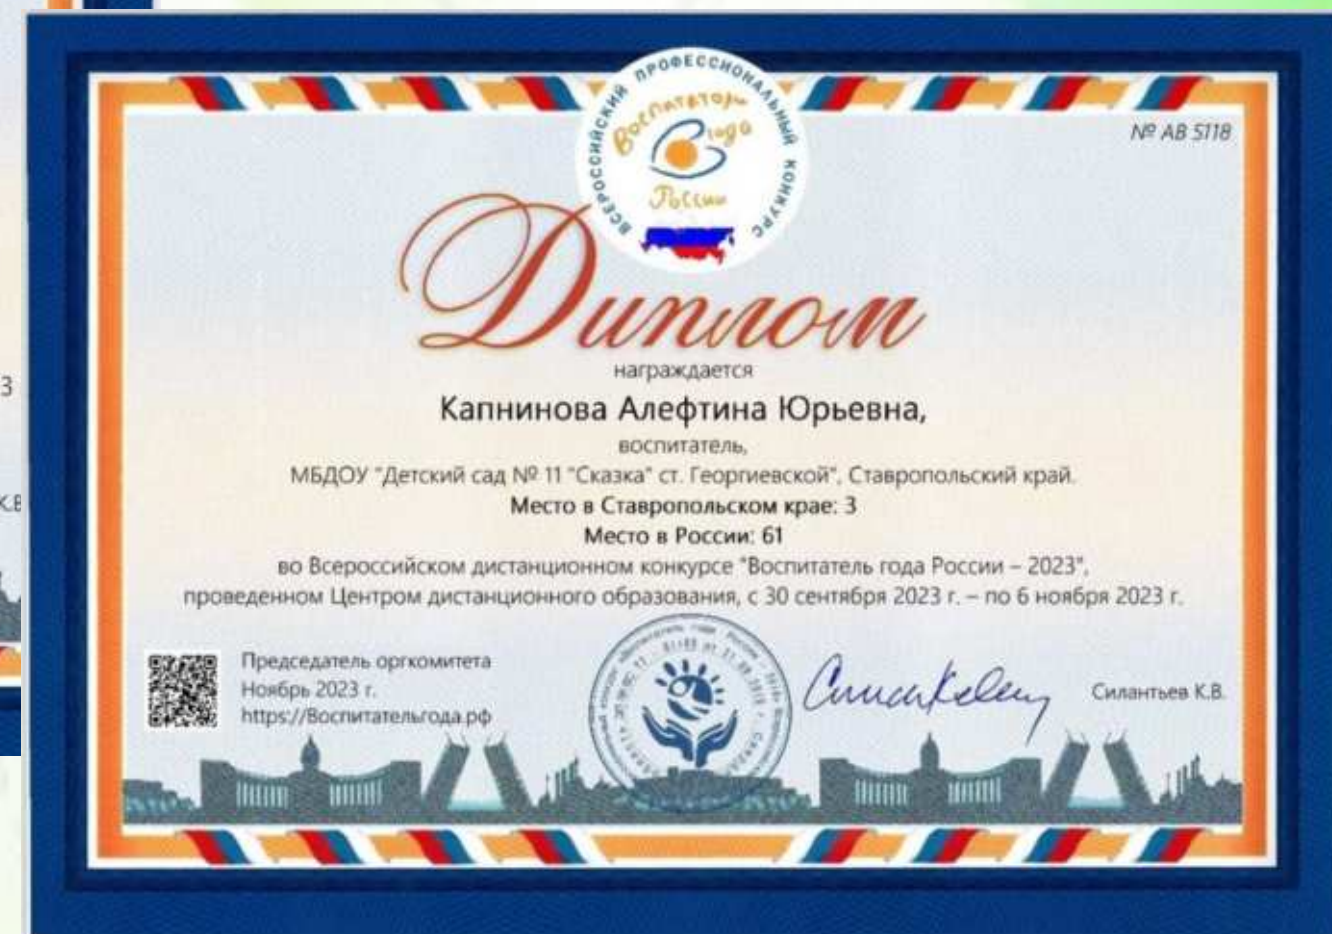 ВСЕРОССИЙСКИЙ ПРОФЕССИОНАЛЬНЫЙ КОНКУРС
Воспитатель
года
России
№ АВ 5118
Диплом
награждается
Капнинова Алефтина Юрьевна,
воспитатель,
МБДОУ "Детский сад № 11 "Сказка" ст. Георгиевской", Ставропольский край.
Место в Ставропольском крае: 3
Место в России: 61
во Всероссийском дистанционном конкурсе "Воспитатель года России – 2023",
проведенном Центром дистанционного образования, с 30 сентября 2023 г. – по 6 ноября 2023 г.
Председатель оргкомитета
Ноябрь 2023 г.
https://Воспитательгода.рф
Силантьев К.В.
3
К.В